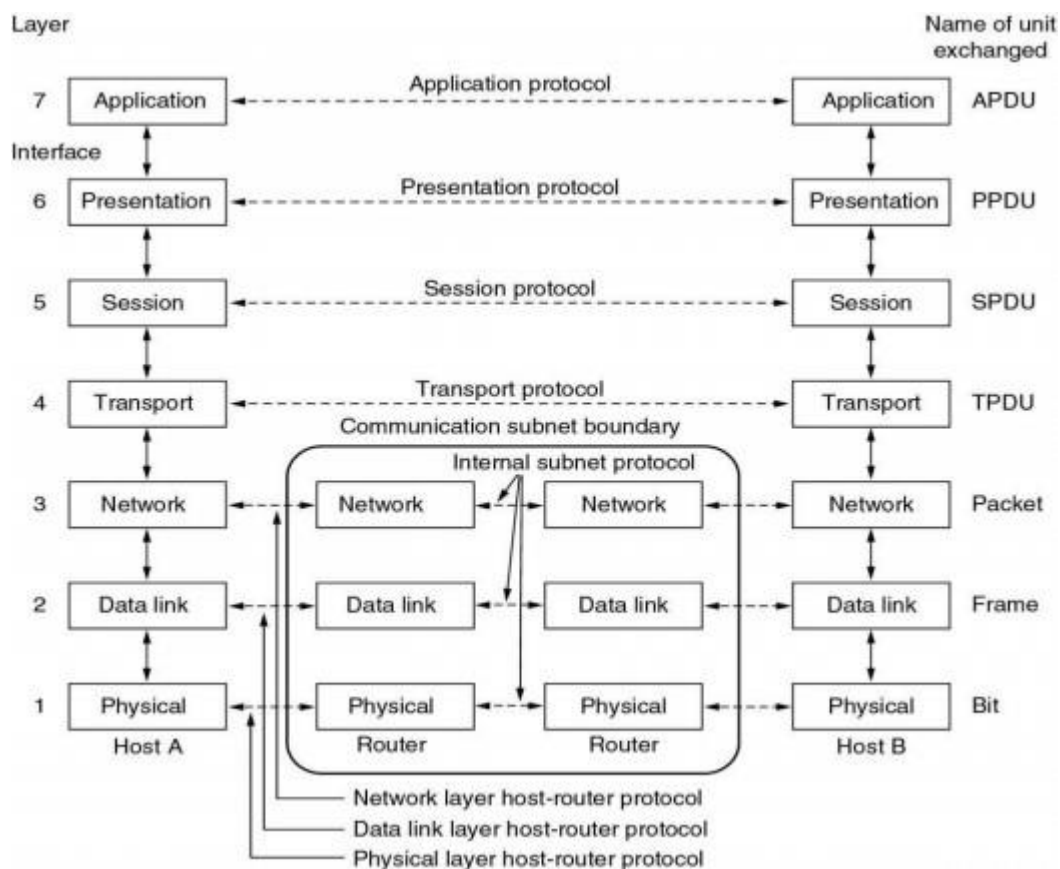 Layer
Name of unit
exchanged
Application protocol
7 Application Application APDU
Interface
Presentation protocol
6 Presentation Presentation PPDU
Session protocol
5 Session Session SPDU
Transport protocol
4 Transport Transport TPDU
Communication subnet boundary
Internal subnet protocol
3 Network Network Network Network Packet
2 Data link Data link Data link Data link Frame
1 Physical Physical Physical Physical Bit
Host A Router Router Host B
Network layer host-router protocol
Data link layer host-router protocol
Physical layer host-router protocol